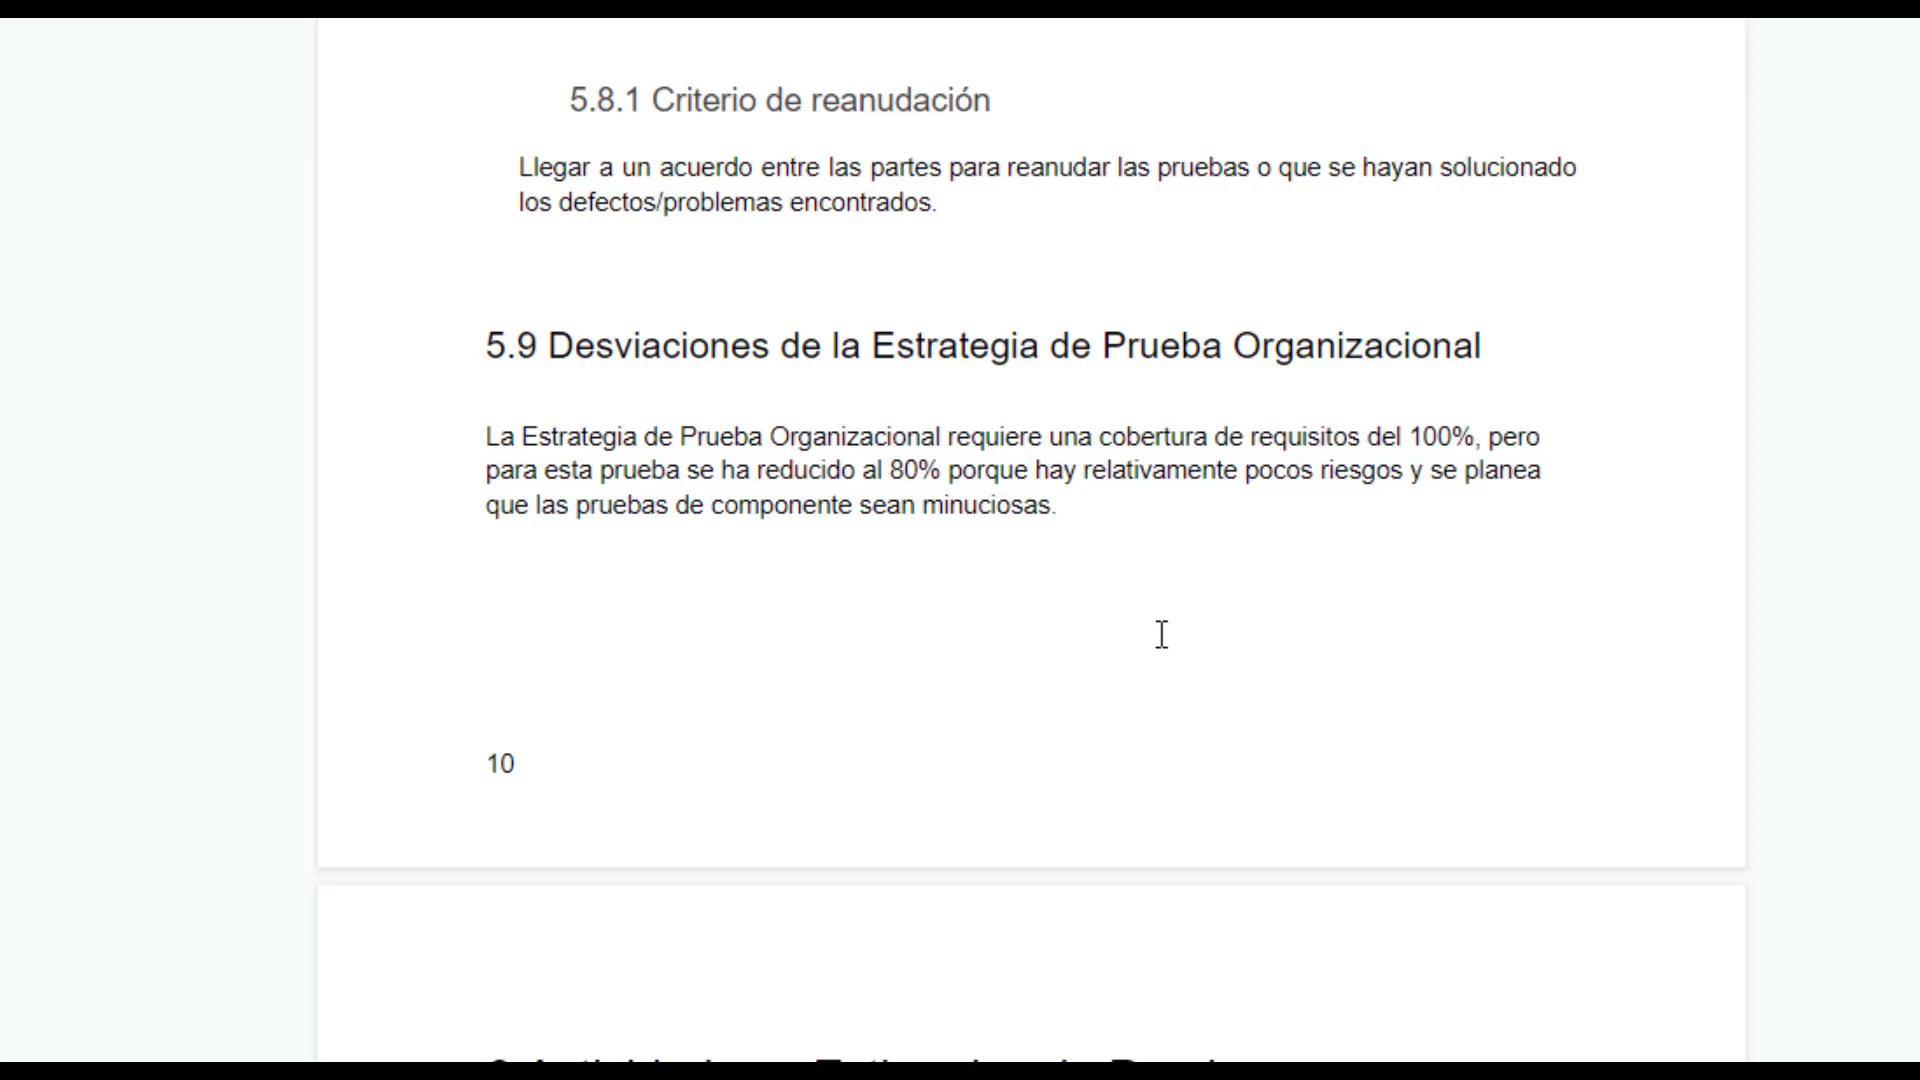 5.8.1 Criterio de reanudación
Llegar a un acuerdo entre las partes para reanudar las pruebas o que se hayan solucionado
los defectos/problemas encontrados.
5.9 Desviaciones de la Estrategia de Prueba Organizacional
La Estrategia de Prueba Organizacional requiere una cobertura de requisitos del 100%, pero
para esta prueba se ha reducido al 80% porque hay relativamente pocos riesgos y se planea
que las pruebas de componente sean minuciosas.
10